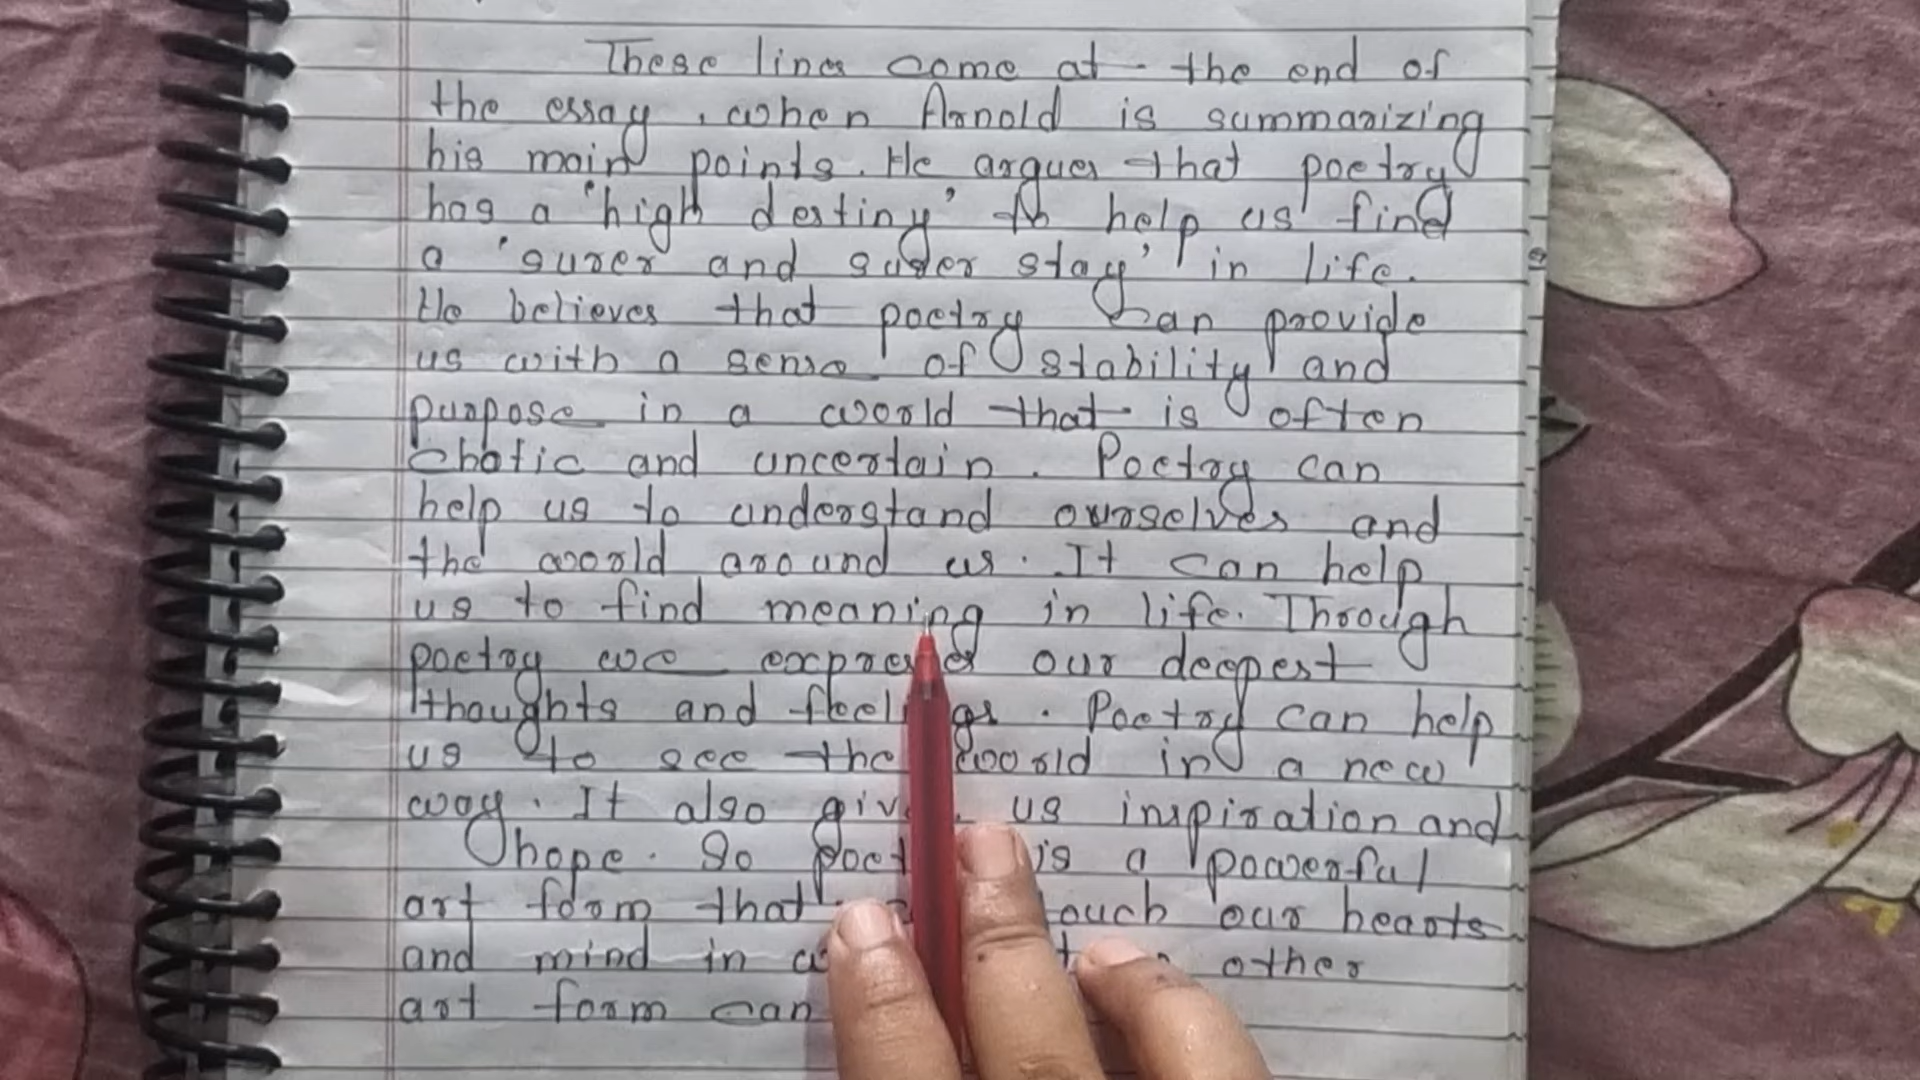 These lines come at the end of
the essay, when Arnold is summarizing
his main points. He argues that poetry
has a 'high destiny' to help us find
a 'surer and surer stay' in life.
He believes that poetry can provide
us with a sense of stability and
purpose in a world that is often
chotic and uncertain. Poetry can
help us to understand ourselves and
the world around us. It can help
us to find meaning in life. Through
poetry we express our deepest
thoughts and feelings. Poetry can help
us to see the world in a new
way. It also give us inspiration and
hope. So is a powerful
art form that our hearts
and mind in other
art form can